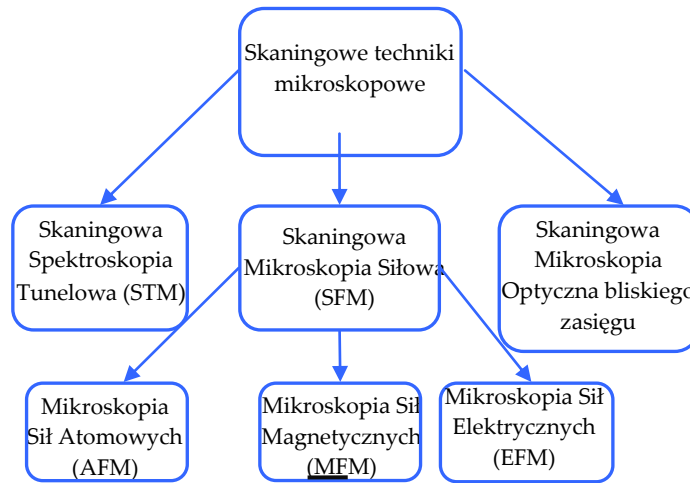 Skaningowe techniki
mikroskopowe
Skaningowa
Spektroskopia
Tunelowa (STM)
Skaningowa
Mikroskopia Siłowa
(SFM)
Skaningowa
Mikroskopia
Optyczna bliskiego
zasięgu
Mikroskopia
Sił Atomowych
(AFM)
Mikroskopia Sił
Magnetycznych
(MFM)
Mikroskopia Sił
Elektrycznych
(EFM)